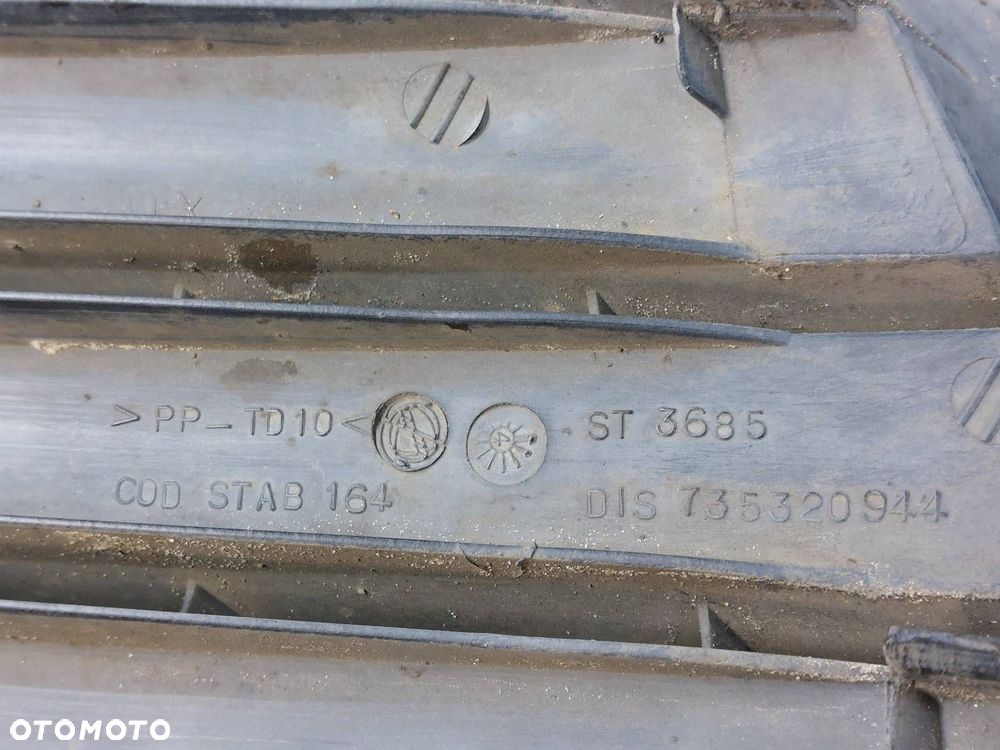 >PP-TD10<
ST 3685
COD STAB 164
DIS 735320944
OTOMOTO